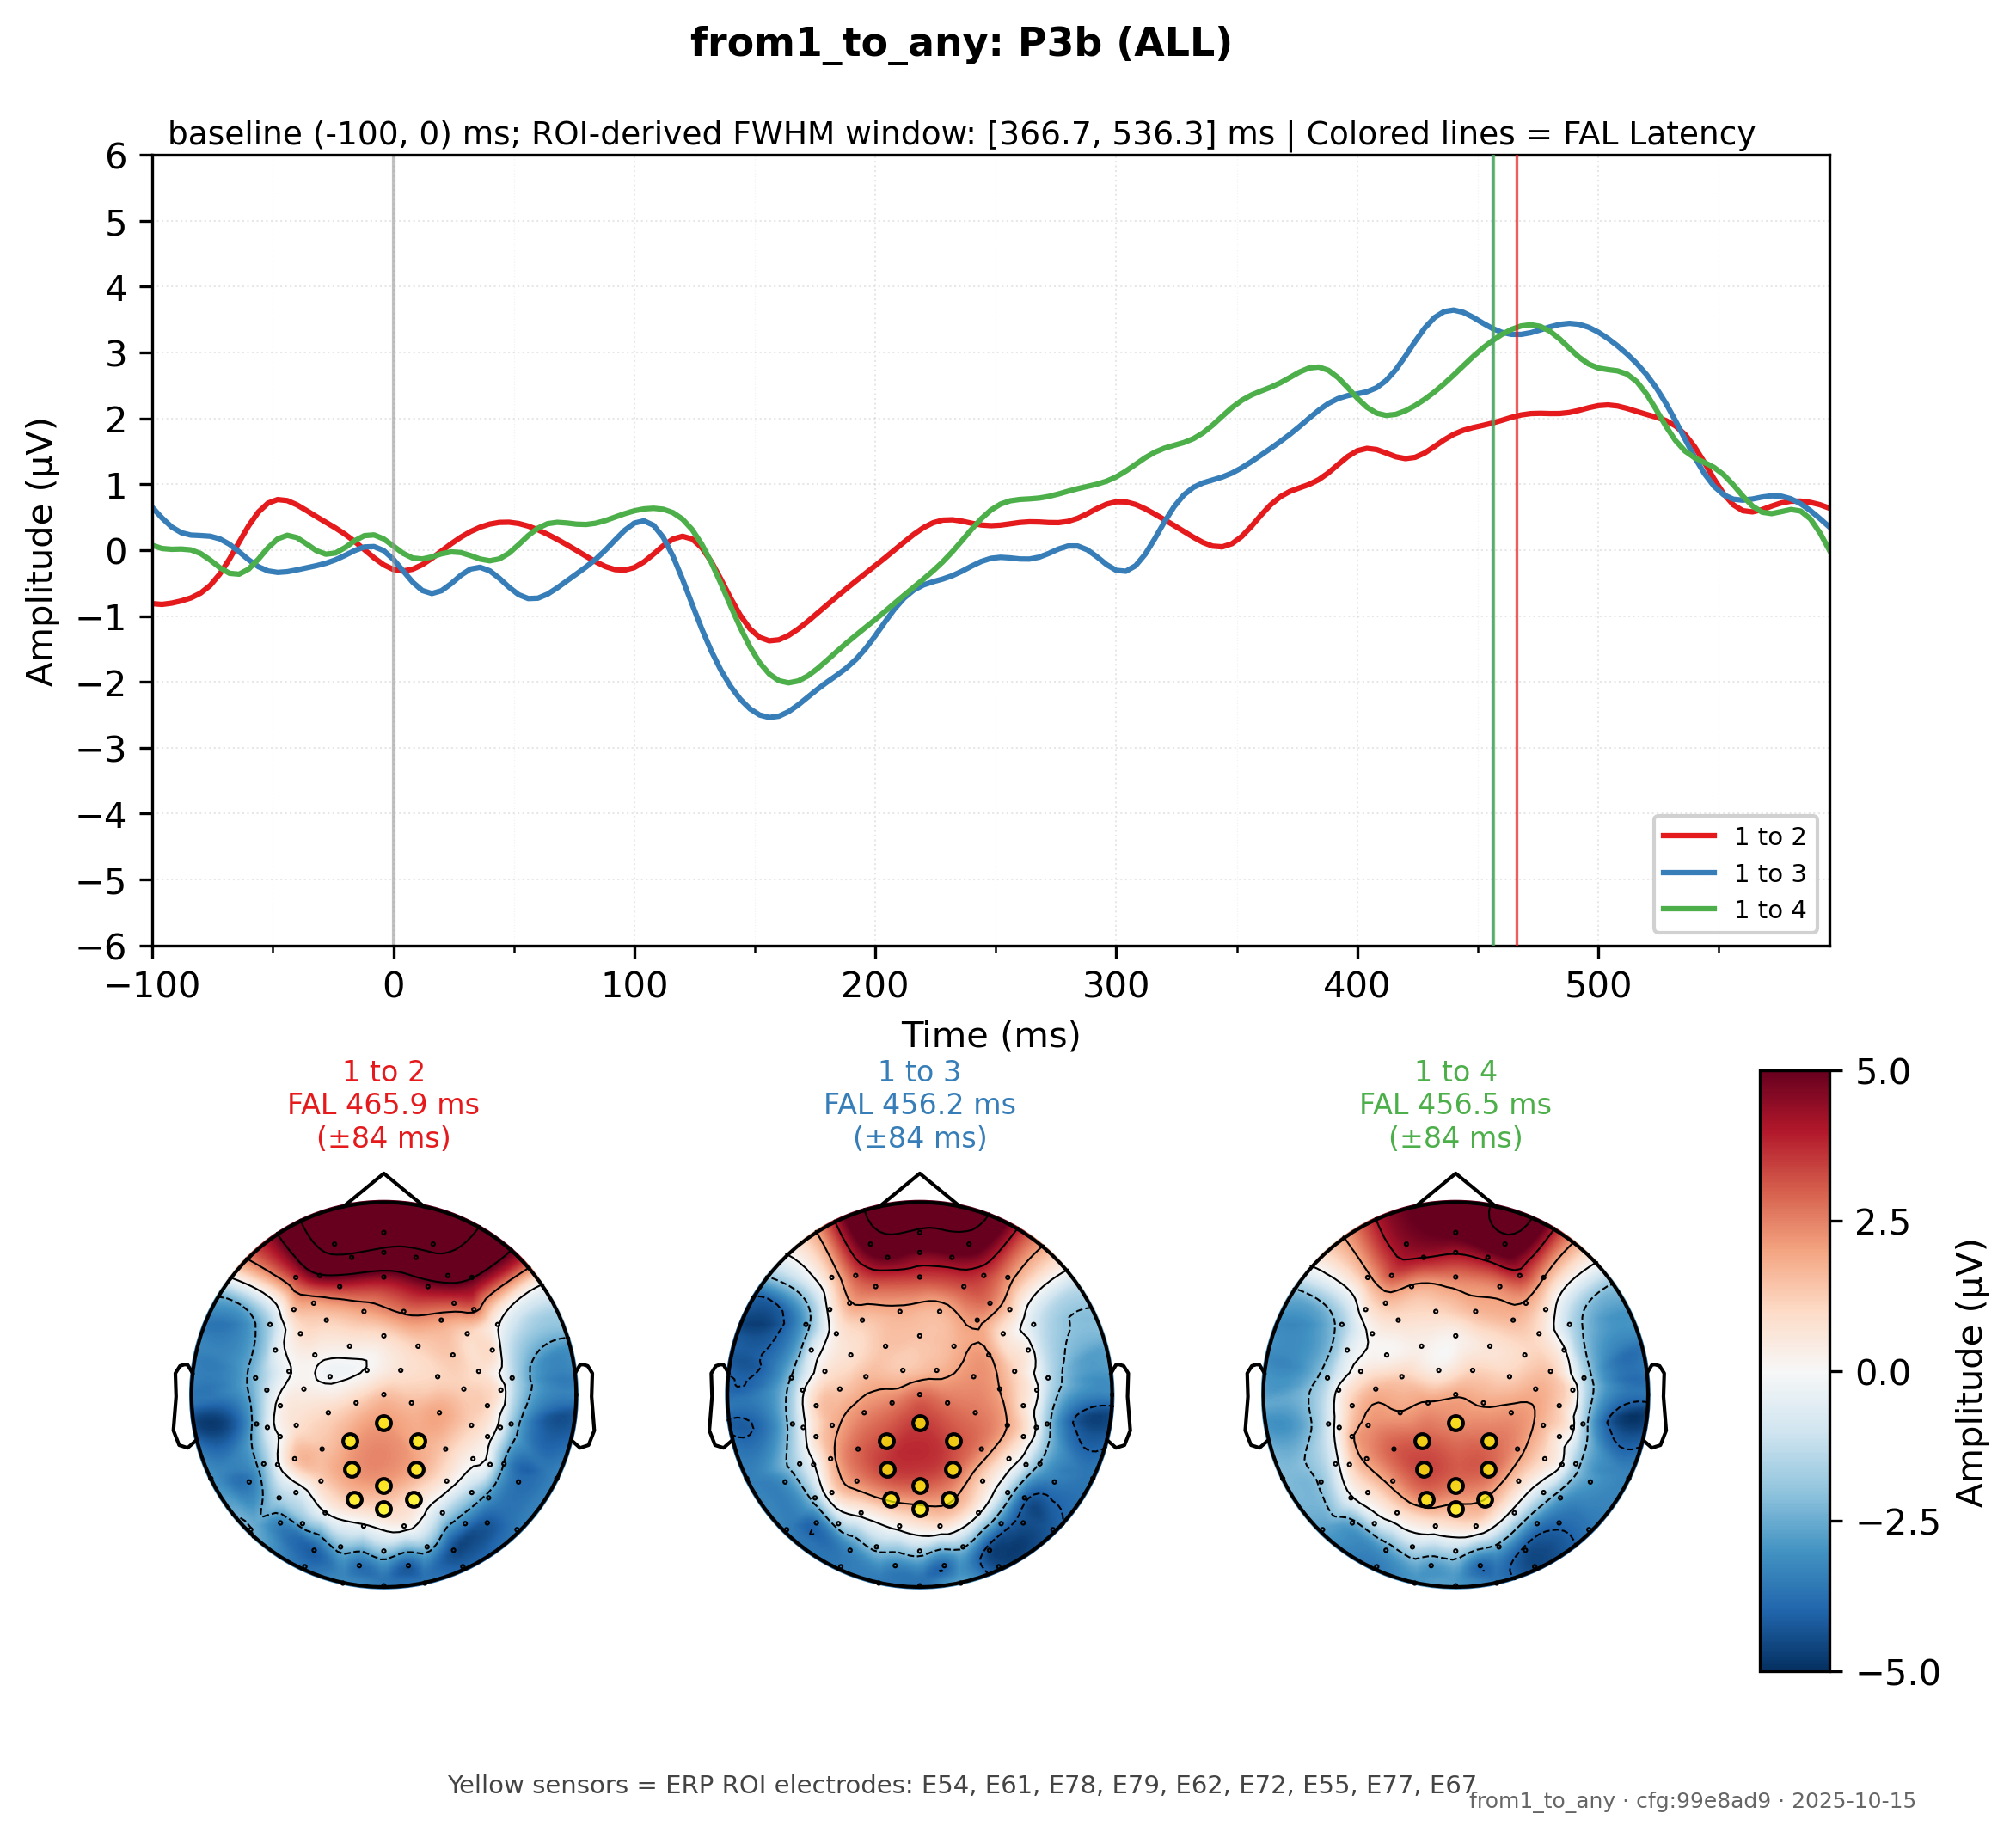 from1_to_any: P3b (ALL)
baseline (-100, 0) ms; ROI-derived FWHM window: [366.7, 536.3] ms | Colored lines = FAL Latency
6
5
4
3
2
1
0
−1
−2
−3
−4
−5
−6
Amplitude (µV)
1 to 2
1 to 3
1 to 4
−100
0
100
200
300
400
500
Time (ms)
1 to 2
FAL 465.9 ms
(±84 ms)
1 to 3
FAL 456.2 ms
(±84 ms)
1 to 4
FAL 456.5 ms
(±84 ms)
5.0
2.5
0.0
−2.5
−5.0
Amplitude (µV)
Yellow sensors = ERP ROI electrodes: E54, E61, E78, E79, E62, E72, E55, E77, E67
from1_to_any · cfg:99e8ad9 · 2025-10-15